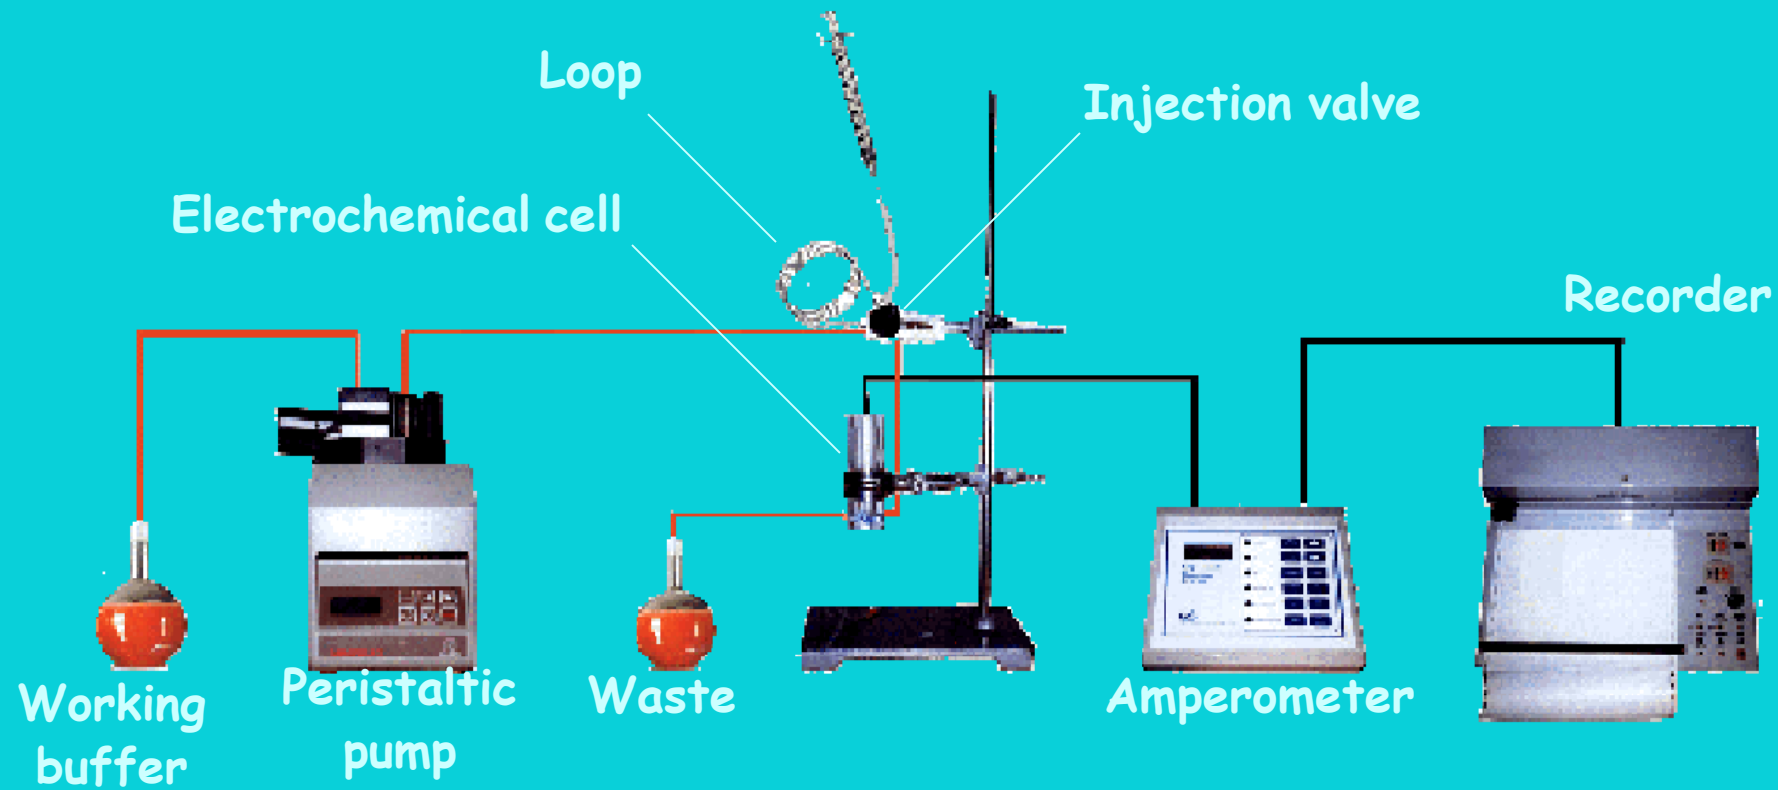 Loop
Injection valve
Electrochemical cell
Recorder
Working
buffer
Peristaltic
pump
Waste
Amperometer